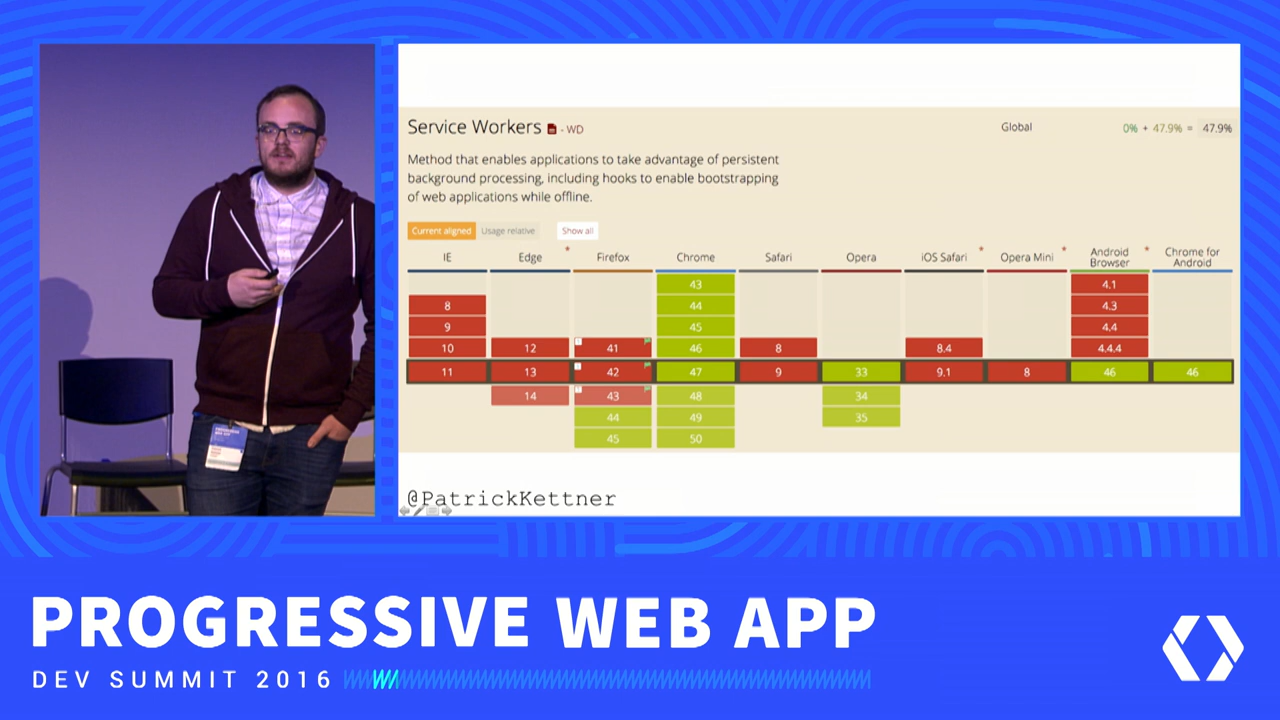 Service Workers - WD
Global 0% + 47.9% = 47.9%
Method that enables applications to take advantage of persistent
background processing, including hooks to enable bootstrapping
of web applications while offline.
Current aligned Usage relative Show all
IE Edge * Firefox Chrome Safari Opera iOS Safari * Opera Mini * Android Browser * Chrome for Android
43 4.1
8 44 4.3
9 45 4.4
10 12 41 46 8 8.4 4.4.4
11 13 42 47 9 33 9.1 8 46 46
14 43 48 34
44 49 35
45 50
@PatrickKettner
PROGRESSIVE WEB APP
DEV SUMMIT 2016